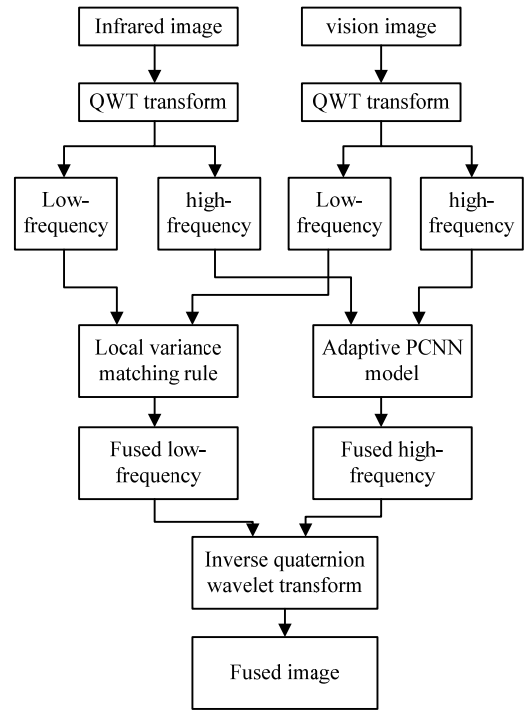 Infrared image
vision image
QWT transform
QWT transform
Low-
frequency
high-
frequency
Low-
frequency
high-
frequency
Local variance
matching rule
Adaptive PCNN
model
Fused low-
frequency
Fused high-
frequency
Inverse quaternion
wavelet transform
Fused image